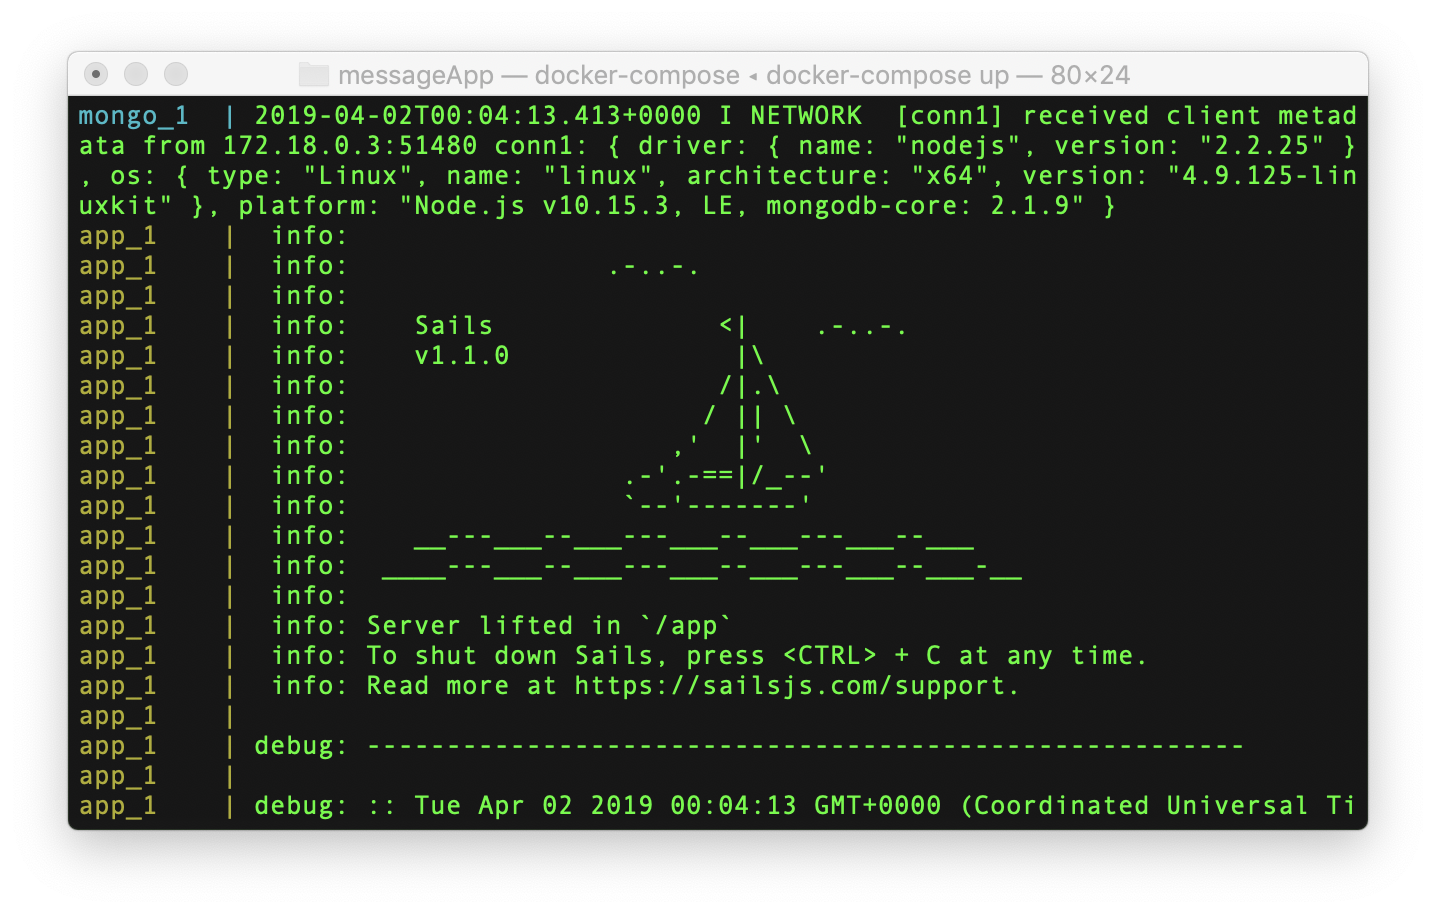 messageApp — docker-compose ◂ docker-compose up — 80×24
mongo_1  | 2019-04-02T00:04:13.413+0000 I NETWORK  [conn1] received client metad
ata from 172.18.0.3:51480 conn1: { driver: { name: "nodejs", version: "2.2.25" }
, os: { type: "Linux", name: "linux", architecture: "x64", version: "4.9.125-lin
uxkit" }, platform: "Node.js v10.15.3, LE, mongodb-core: 2.1.9" }
app_1    |  info:
app_1    |  info:                .-..-.
app_1    |  info:
app_1    |  info:    Sails              <|    .-..-.
app_1    |  info:    v1.1.0              |\
app_1    |  info:                       /|.\
app_1    |  info:                      / || \
app_1    |  info:                    ,'  |'  \
app_1    |  info:                 .-'.-==|/_--'
app_1    |  info:                 `--'-------'
app_1    |  info:    __---___--___---___--___---___--___
app_1    |  info:  ____---___--___---___--___---___--___-__
app_1    |  info:
app_1    |  info: Server lifted in `/app`
app_1    |  info: To shut down Sails, press <CTRL> + C at any time.
app_1    |  info: Read more at https://sailsjs.com/support.
app_1    |
app_1    | debug: -------------------------------------------------------
app_1    |
app_1    | debug: :: Tue Apr 02 2019 00:04:13 GMT+0000 (Coordinated Universal Ti